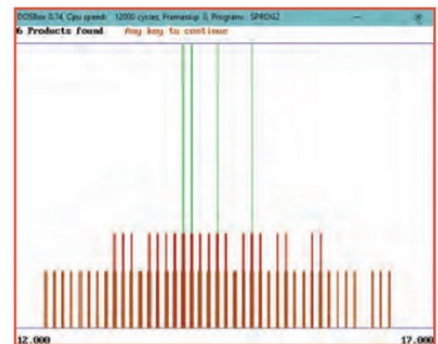 DOSBox 0.74, Cpu speed: 12000 cycles, Frameskip 0, Program: SPROG2
6 Products found Any key to continue
12.000 17.000